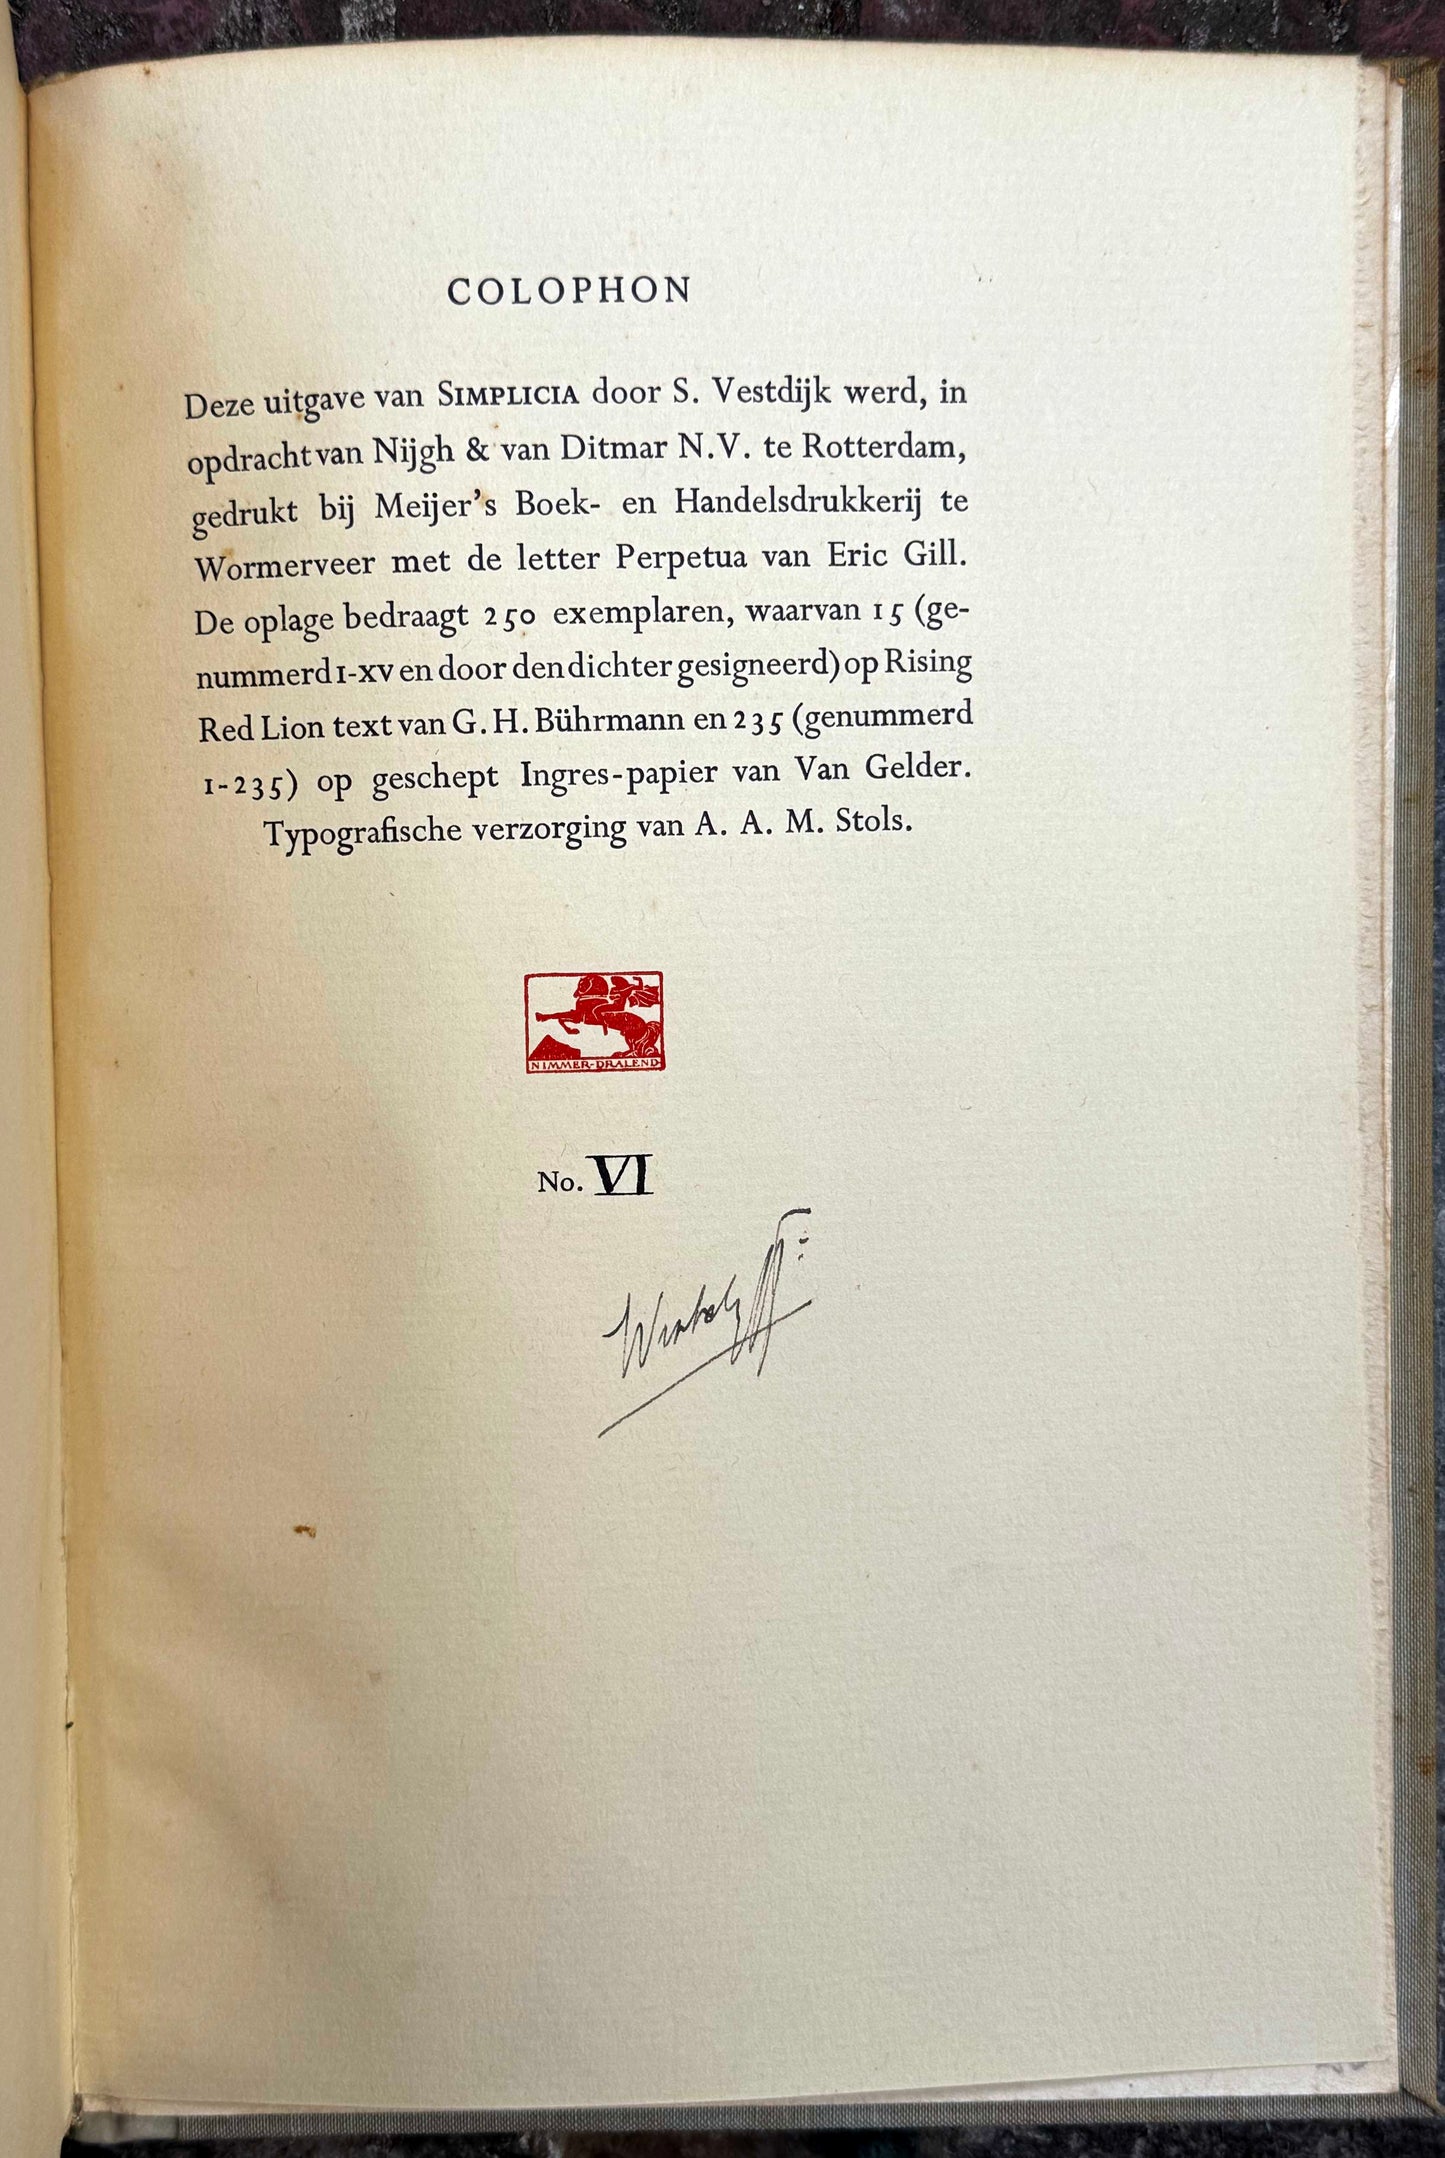 COLOPHON
Deze uitgave van SIMPLICIA door S. Vestdijk werd, in
opdracht van Nijgh & van Ditmar N.V. te Rotterdam,
gedrukt bij Meijer's Boek- en Handelsdrukkerij te
Wormerveer met de letter Perpetua van Eric Gill.
De oplage bedraagt 250 exemplaren, waarvan 15 (ge-
nummerd I-XV en door den dichter gesigneerd) op Rising
Red Lion text van G. H. Bührmann en 235 (genummerd
1-235) op geschept Ingres-papier van Van Gelder.
Typografische verzorging van A. A. M. Stols.
NIMMER-DRALEND
No. VI